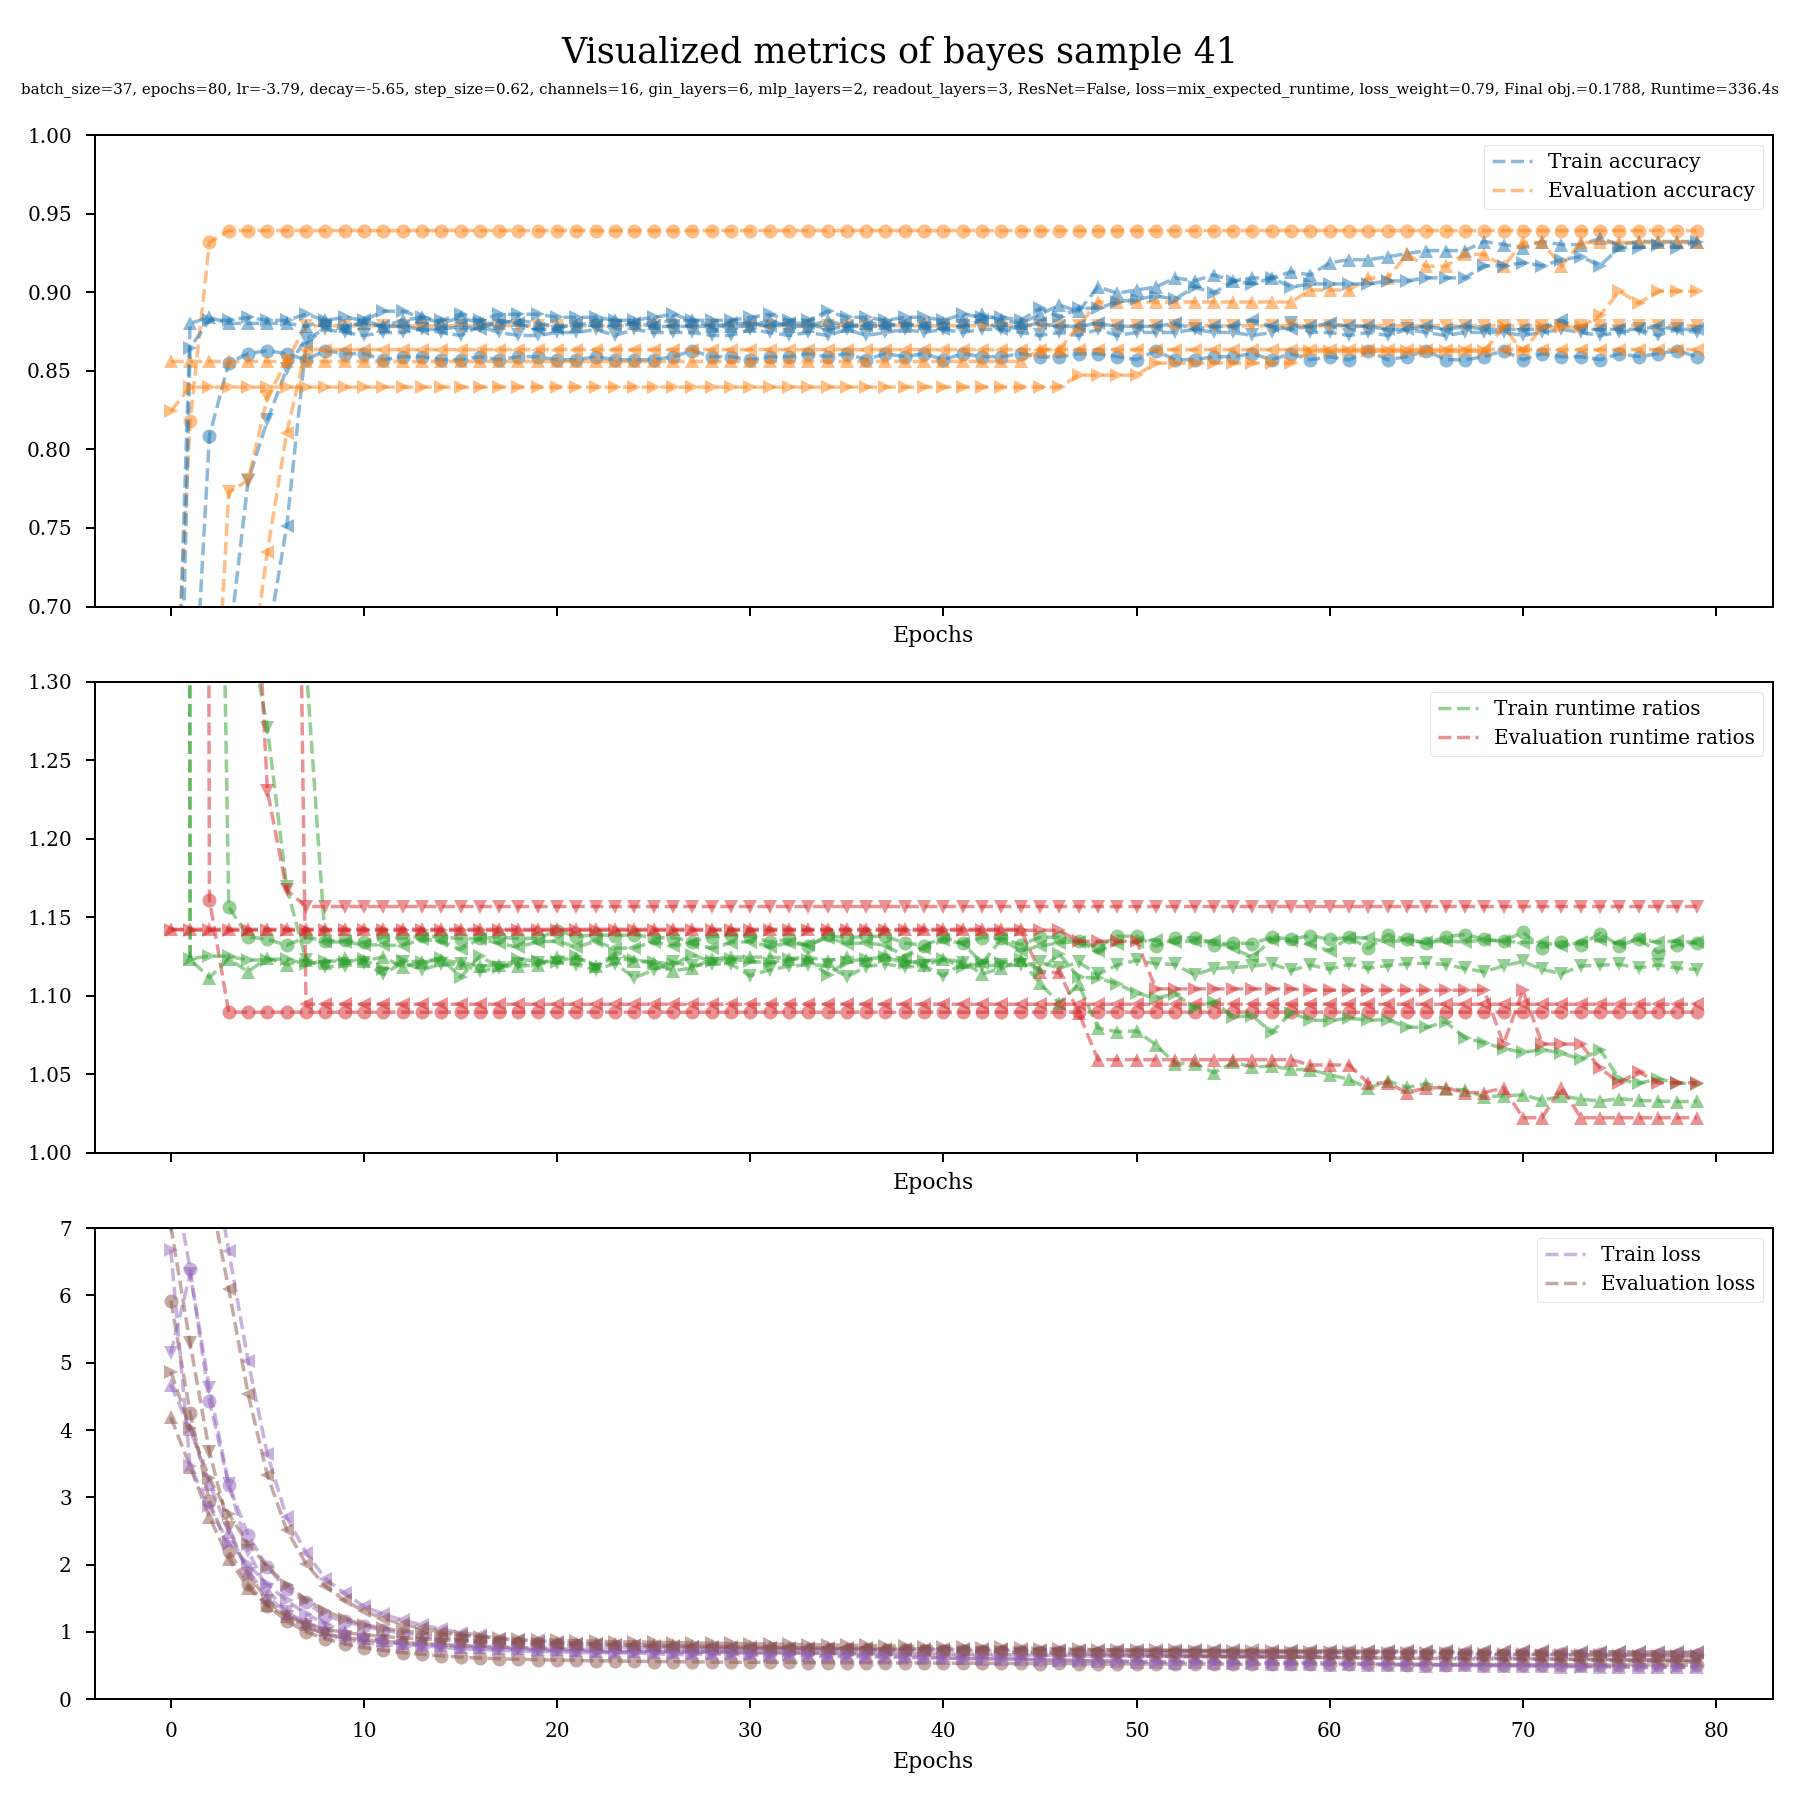 Visualized metrics of bayes sample 41
batch_size=37, epochs=80, lr=-3.79, decay=-5.65, step_size=0.62, channels=16, gin_layers=6, mlp_layers=2, readout_layers=3, ResNet=False, loss=mix_expected_runtime, loss_weight=0.79, Final obj.=0.1788, Runtime=336.4s
1.00
0.95
0.90
0.85
0.80
0.75
0.70
Train accuracy
Evaluation accuracy
Epochs
1.30
1.25
1.20
1.15
1.10
1.05
1.00
Train runtime ratios
Evaluation runtime ratios
Epochs
7
6
5
4
3
2
1
0
Train loss
Evaluation loss
0 10 20 30 40 50 60 70 80
Epochs